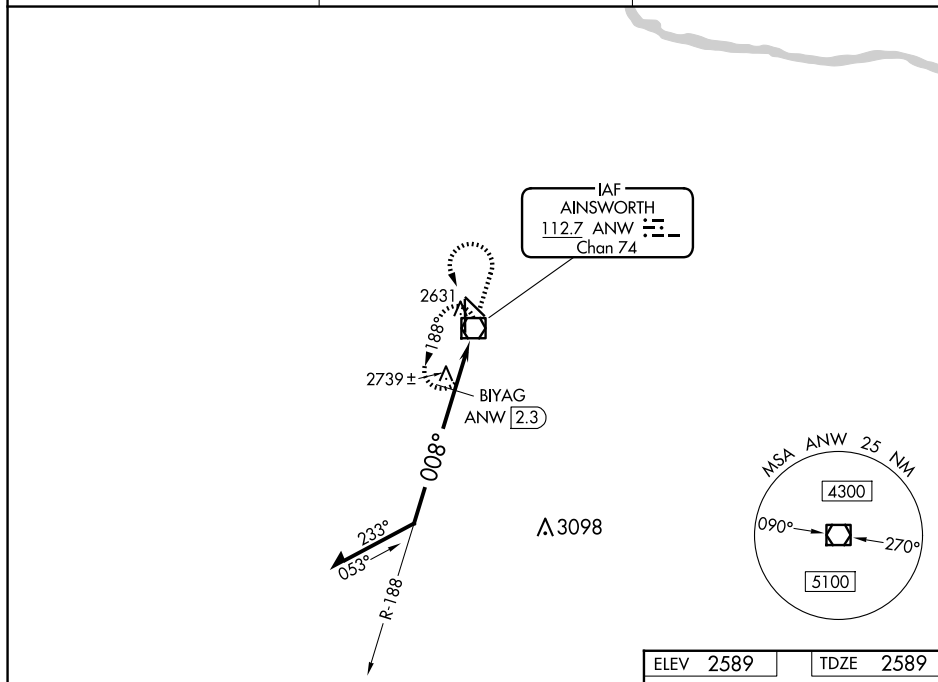 IAF
AINSWORTH
112.7 ANW
Chan 74
2631
188°
2739 ±
BIYAG
ANW 2.3
008°
233°
053°
R-188
3098
MSA ANW 25 NM
4300
090°
270°
5100
ELEV 2589
TDZE 2589